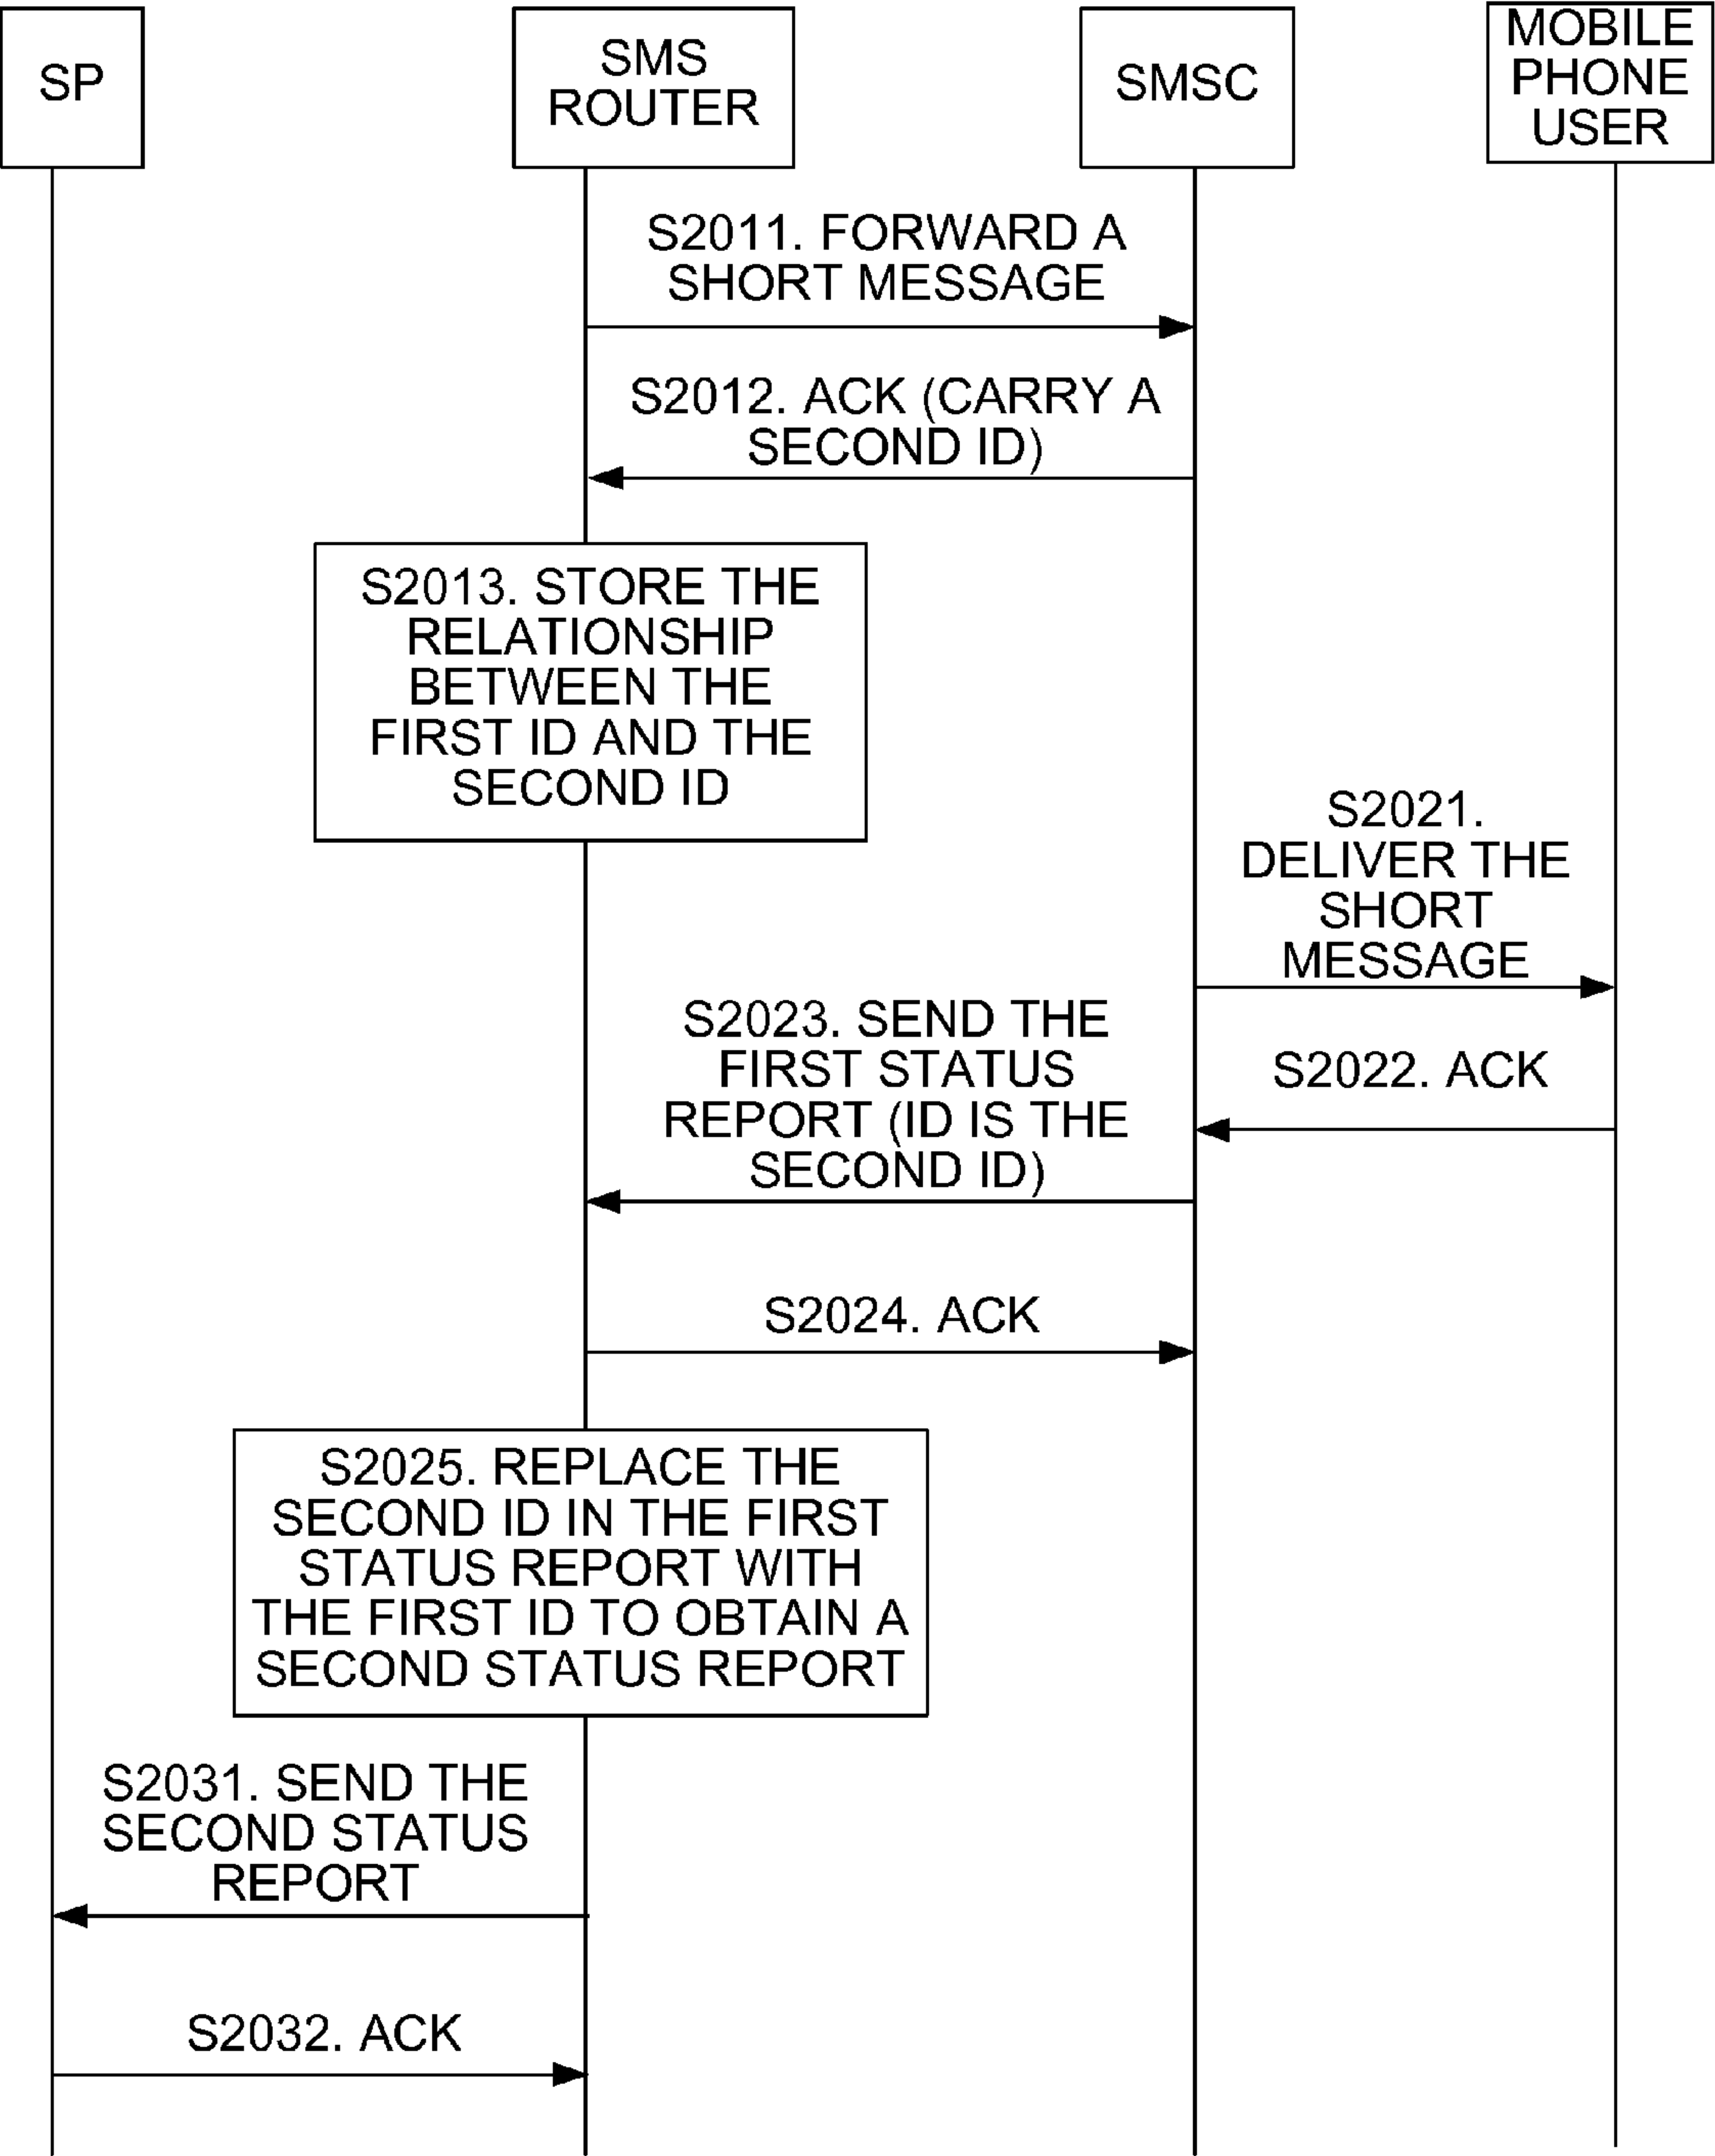 SP
SMS
ROUTER
SMSC
MOBILE
PHONE
USER
S2011. FORWARD A
SHORT MESSAGE
S2012. ACK (CARRY A
SECOND ID)
S2013. STORE THE
RELATIONSHIP
BETWEEN THE
FIRST ID AND THE
SECOND ID
S2021.
DELIVER THE
SHORT
MESSAGE
S2022. ACK
S2023. SEND THE
FIRST STATUS
REPORT (ID IS THE
SECOND ID)
S2024. ACK
S2025. REPLACE THE
SECOND ID IN THE FIRST
STATUS REPORT WITH
THE FIRST ID TO OBTAIN A
SECOND STATUS REPORT
S2031. SEND THE
SECOND STATUS
REPORT
S2032. ACK